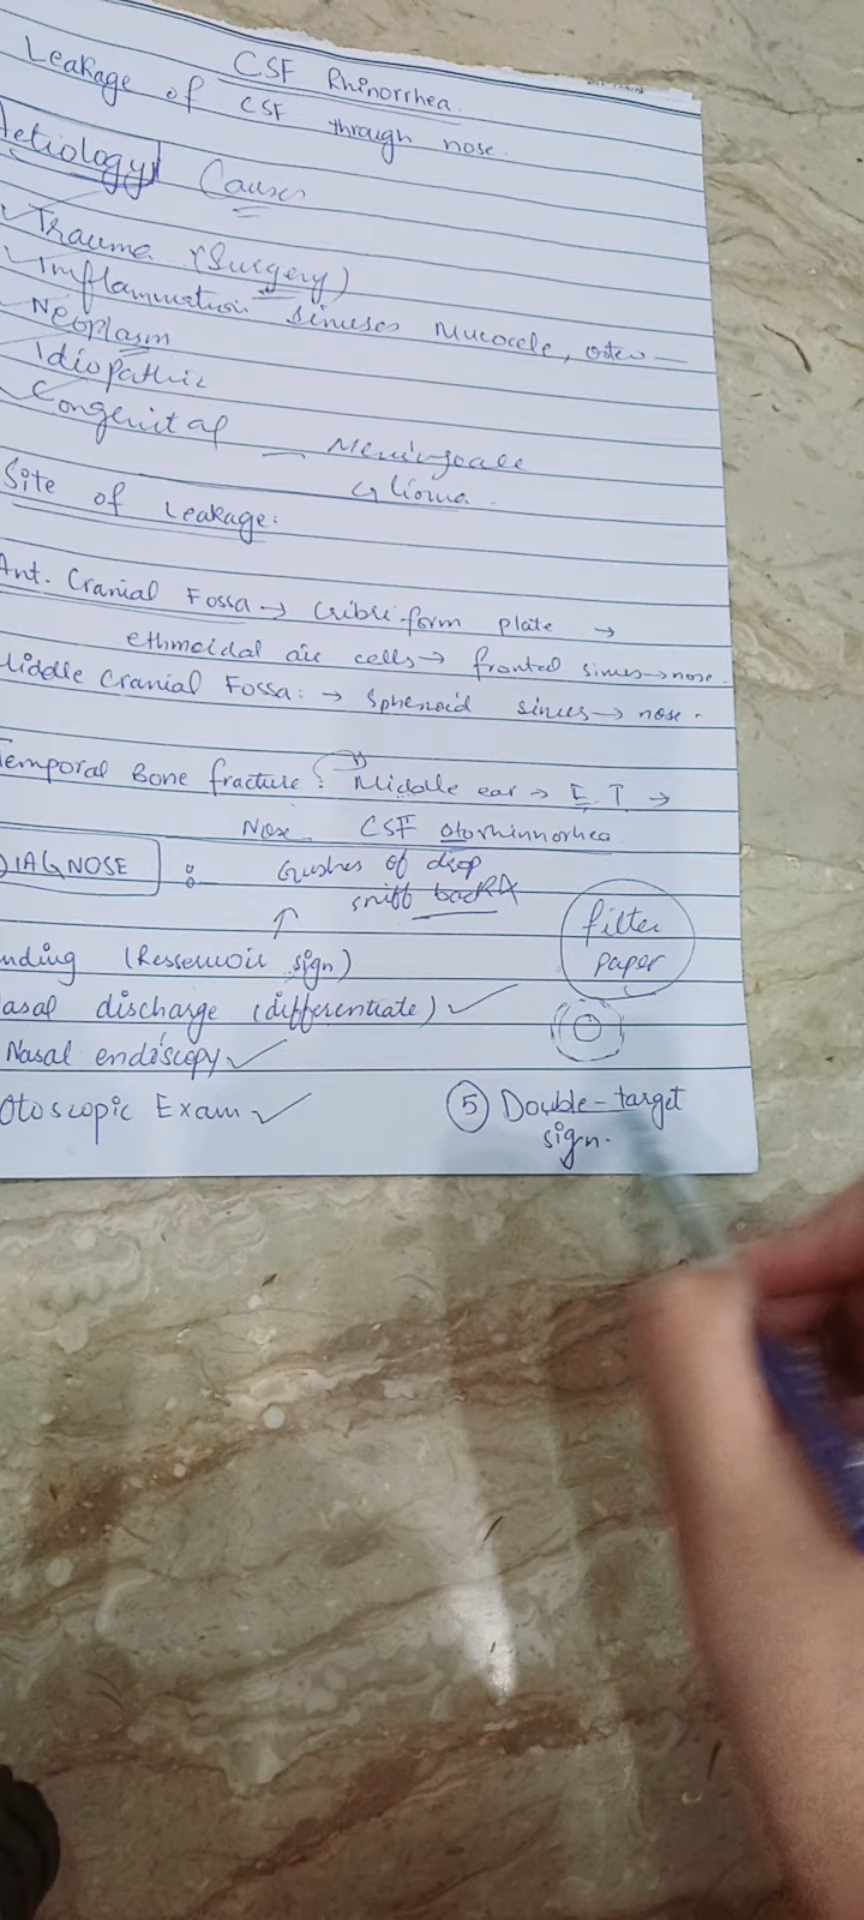 CSF Rhinorrhea.
Leakage of CSF through nose.
Aetiology Causes
Trauma (Surgery)
Inflammation sinuses Mucocele, osteo—
Neoplasm
Idiopathic
Congenital — Meningocele
Glioma.
Site of Leakage:
Ant. Cranial Fossa → Cribriform plate →
ethmoidal air cells → frontal sinus → nose.
Middle Cranial Fossa: → Sphenoid sinus → nose.
Temporal Bone fracture: Middle ear → E.T →
Nose. CSF otorhinnorhea
DIAGNOSE : Gushes of drop
sniff back
↑
nding (Resservoir sign)
asal discharge (differentiate) ✓
Nasal endiscopy ✓
Otoscopic Exam ✓
filter
paper
5 Double-target
sign.